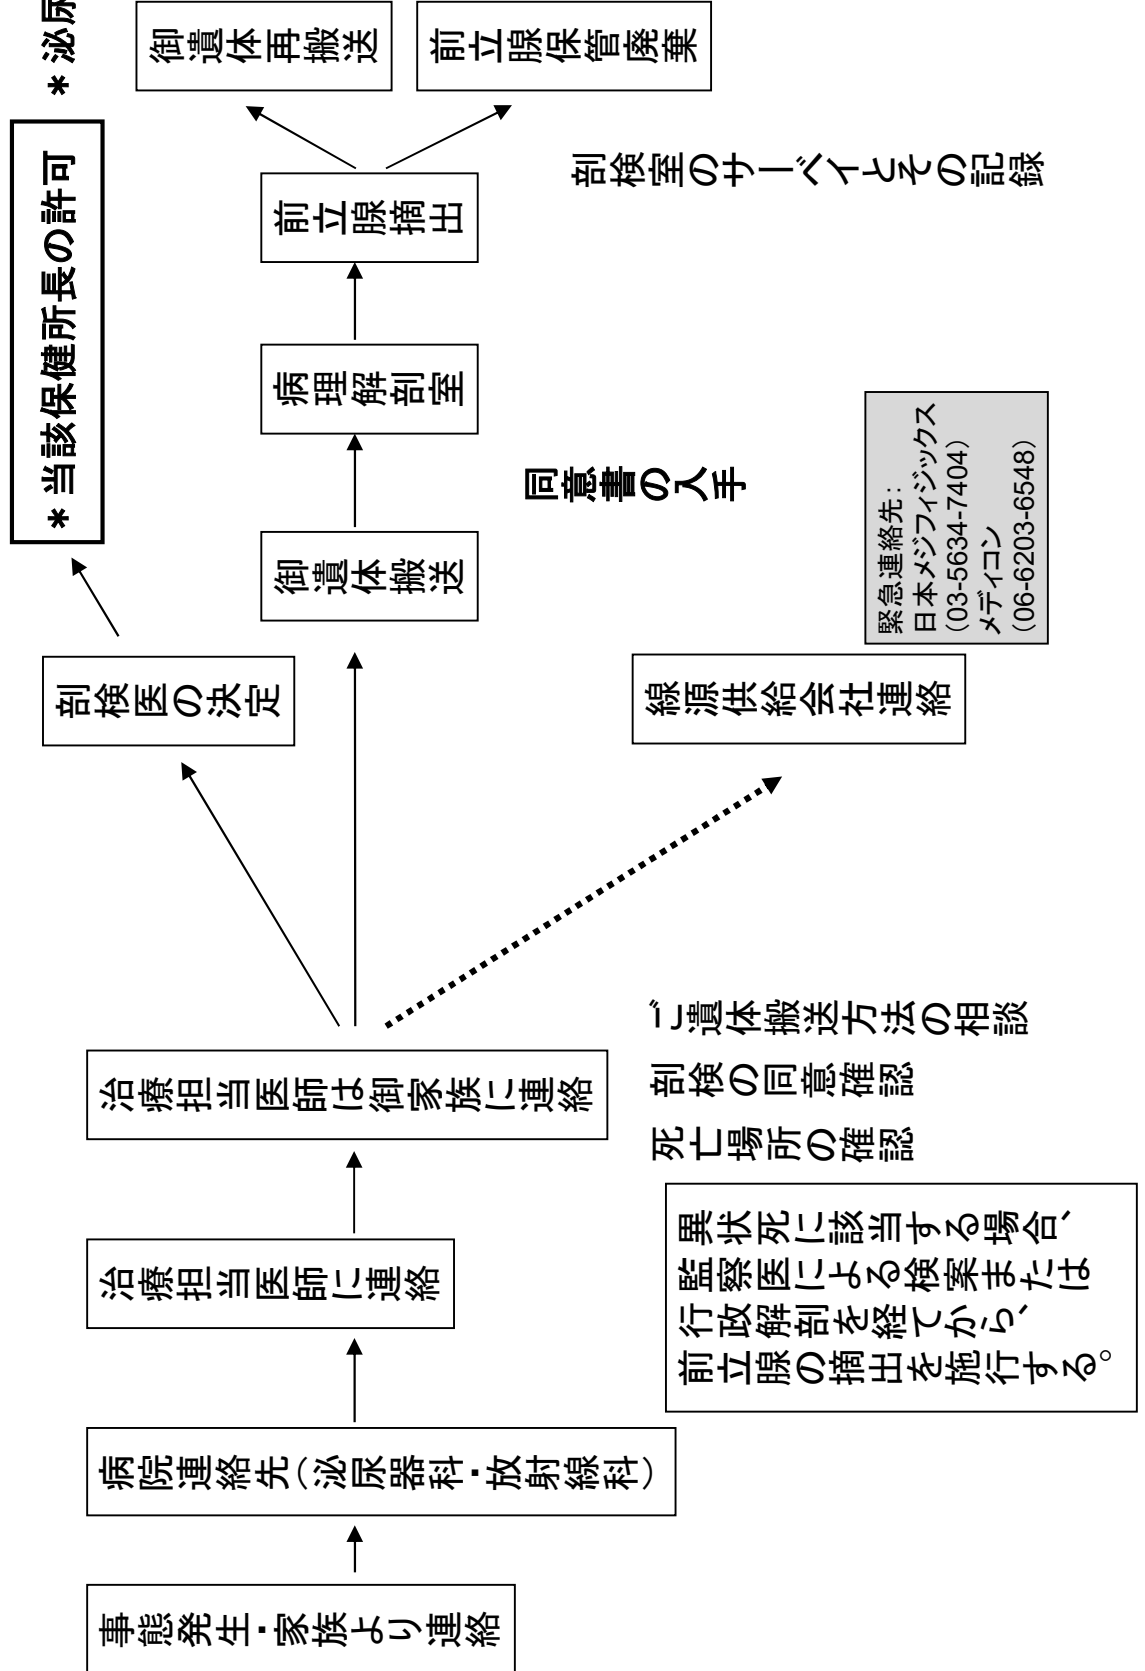 事態発生・家族より連絡
病院連絡先（泌尿器科・放射線科）
治療担当医師に連絡
治療担当医師は御家族に連絡
死亡場所の確認
剖検の同意確認
ご遺体搬送方法の相談
異状死に該当する場合、
監察医による検案または
行政解剖を経てから、
前立腺の摘出を施行する。
剖検医の決定
＊当該保健所長の許可
＊泌尿
御遺体搬送
病理解剖室
前立腺摘出
御遺体再搬送
前立腺保管廃棄
同意書の入手
剖検室のサーベイとその記録
線源供給会社連絡
緊急連絡先：
日本メジフィジックス
(03-5634-7404)
メディコン
(06-6203-6548)